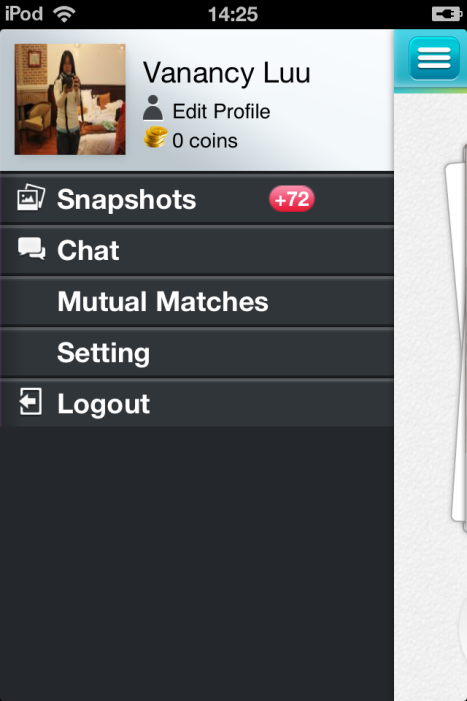 iPod 14:25
Vanancy Luu
Edit Profile
0 coins
Snapshots +72
Chat
Mutual Matches
Setting
Logout